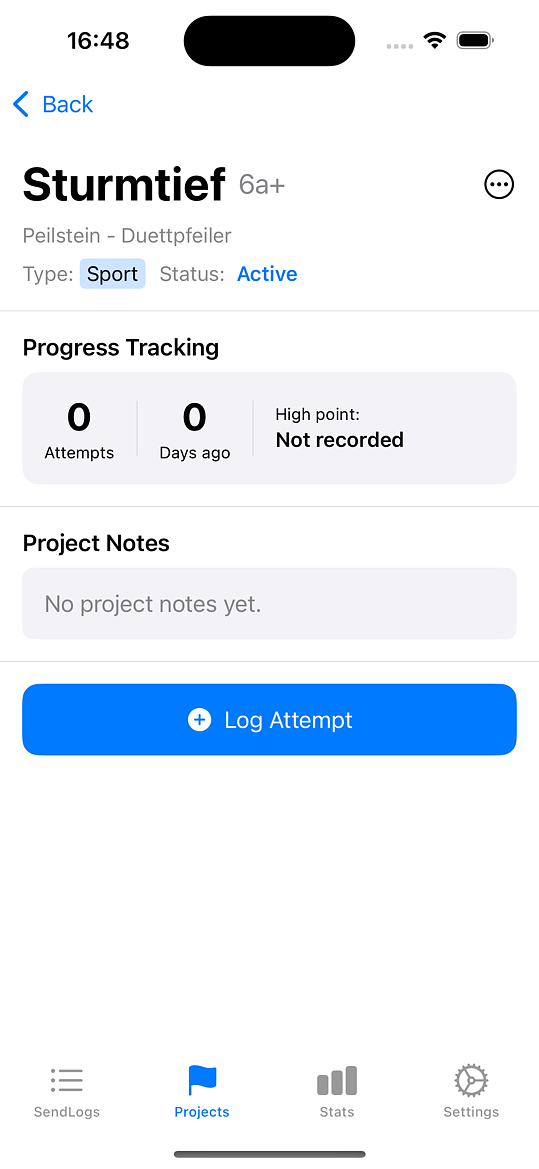 16:48
Back
Sturmtief 6a+
Peilstein - Duettpfeiler
Type: Sport Status: Active
Progress Tracking
0 0 High point:
Attempts Days ago Not recorded
Project Notes
No project notes yet.
Log Attempt
SendLogs Projects Stats Settings